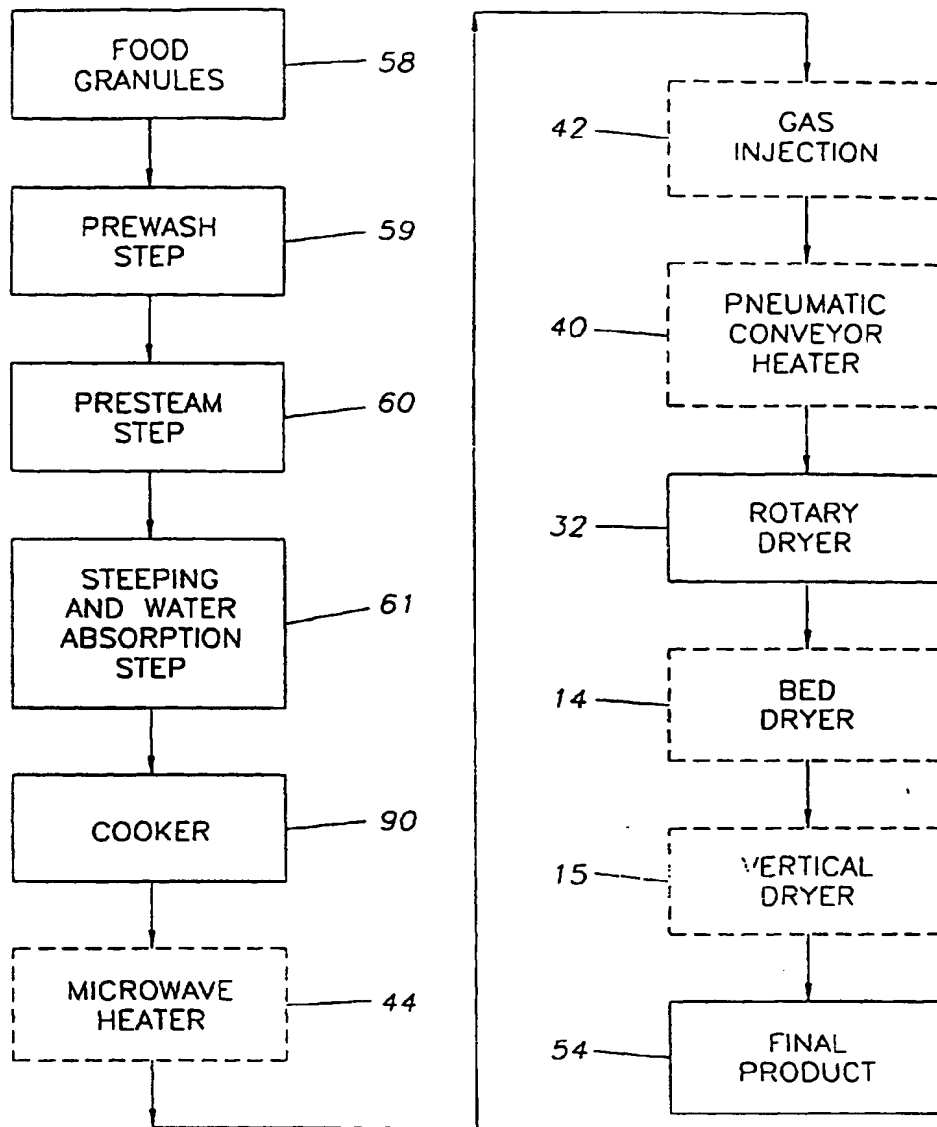 FOOD
GRANULES
58
PREWASH
STEP
59
PRESTEAM
STEP
60
STEEPING
AND WATER
ABSORPTION
STEP
61
COOKER
90
MICROWAVE
HEATER
44
GAS
INJECTION
42
PNEUMATIC
CONVEYOR
HEATER
40
ROTARY
DRYER
32
BED
DRYER
14
VERTICAL
DRYER
15
FINAL
PRODUCT
54